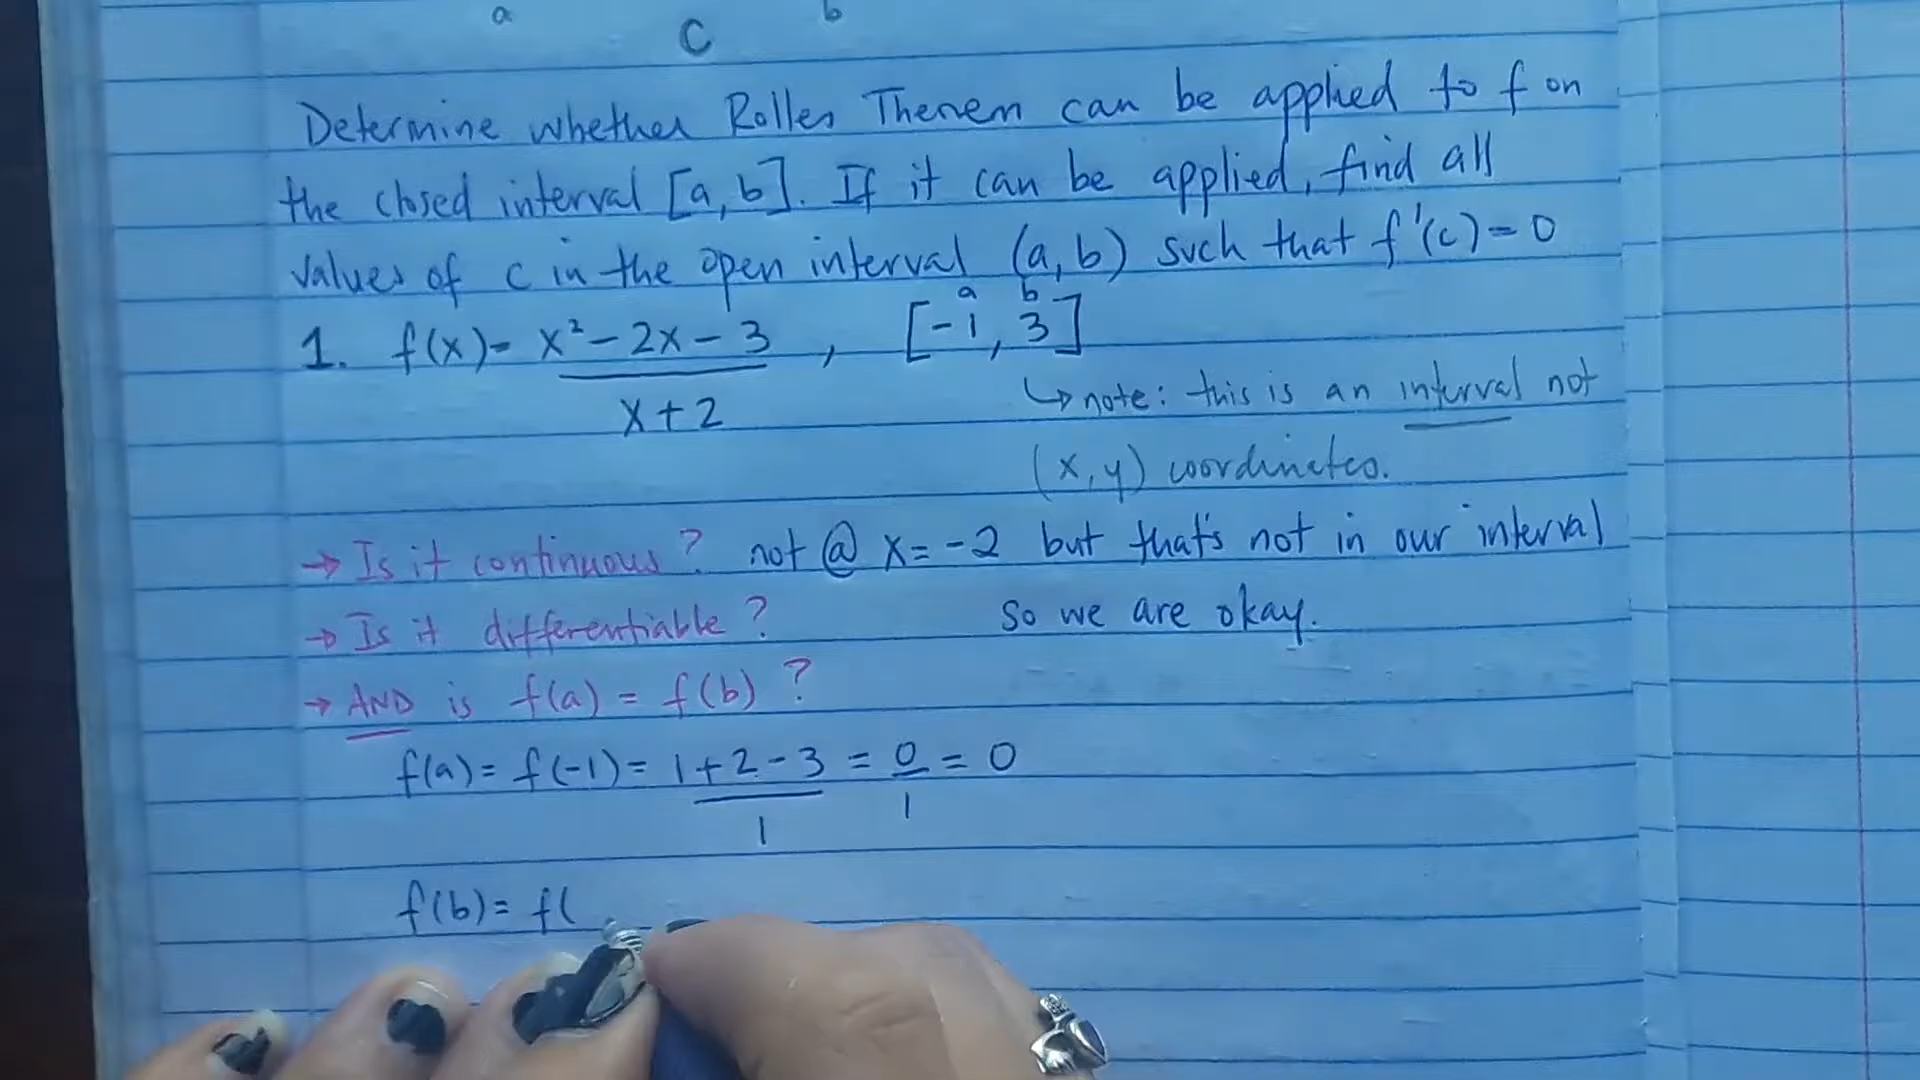 a b
C
Determine whether Rolles Therem can be applied to f on
the closed interval [a, b]. If it can be applied, find all
values of c in the open interval (a, b) such that f'(c) = 0
a b
1. f(x) = x² - 2x - 3 , [-1, 3]
x + 2
↳ note: this is an interval not
(x, y) coordinates.
→ Is it continuous? not @ x = -2 but that's not in our interval
→ Is it differentiable? so we are okay.
→ AND is f(a) = f(b) ?
f(a) = f(-1) = 1 + 2 - 3 = 0 = 0
1 1
f(b) = f(